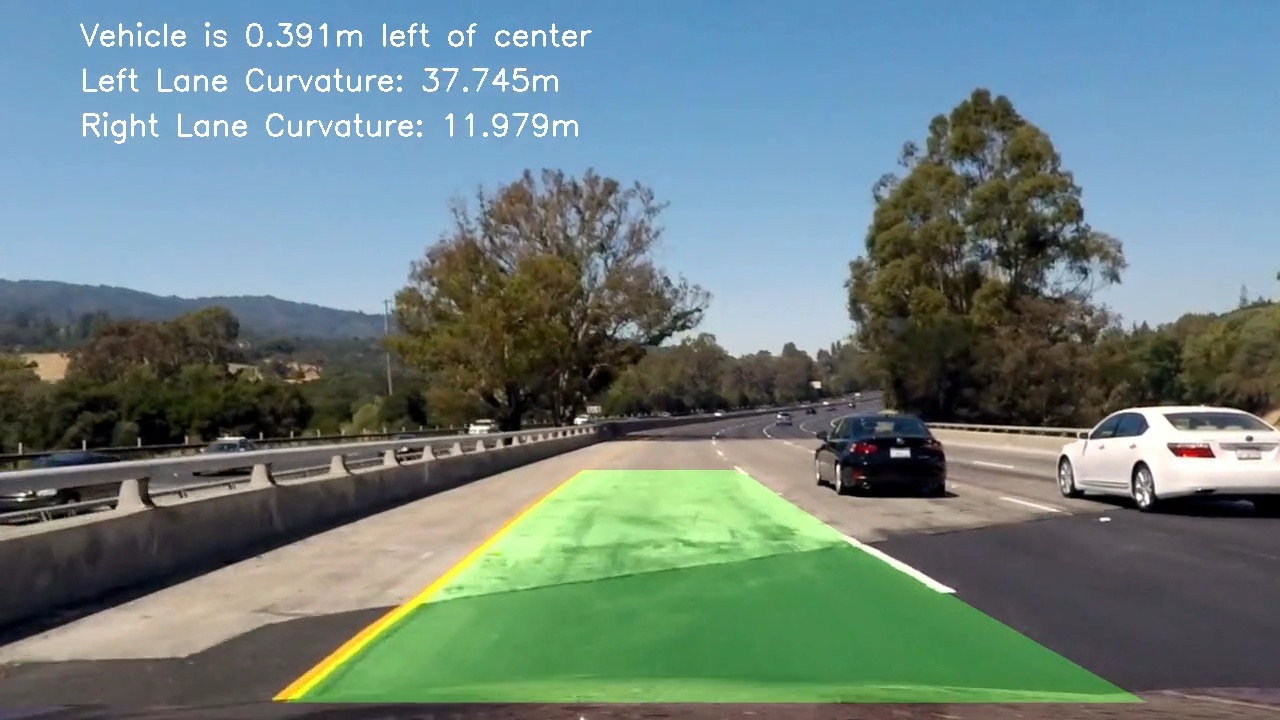 Vehicle is 0.391m left of center
Left Lane Curvature: 37.745m
Right Lane Curvature: 11.979m